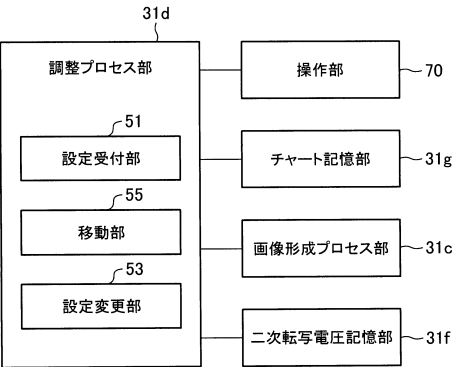 31d
調整プロセス部
51
設定受付部
55
移動部
53
設定変更部
操作部
70
チャート記憶部
31g
画像形成プロセス部
31c
二次転写電圧記憶部
31f